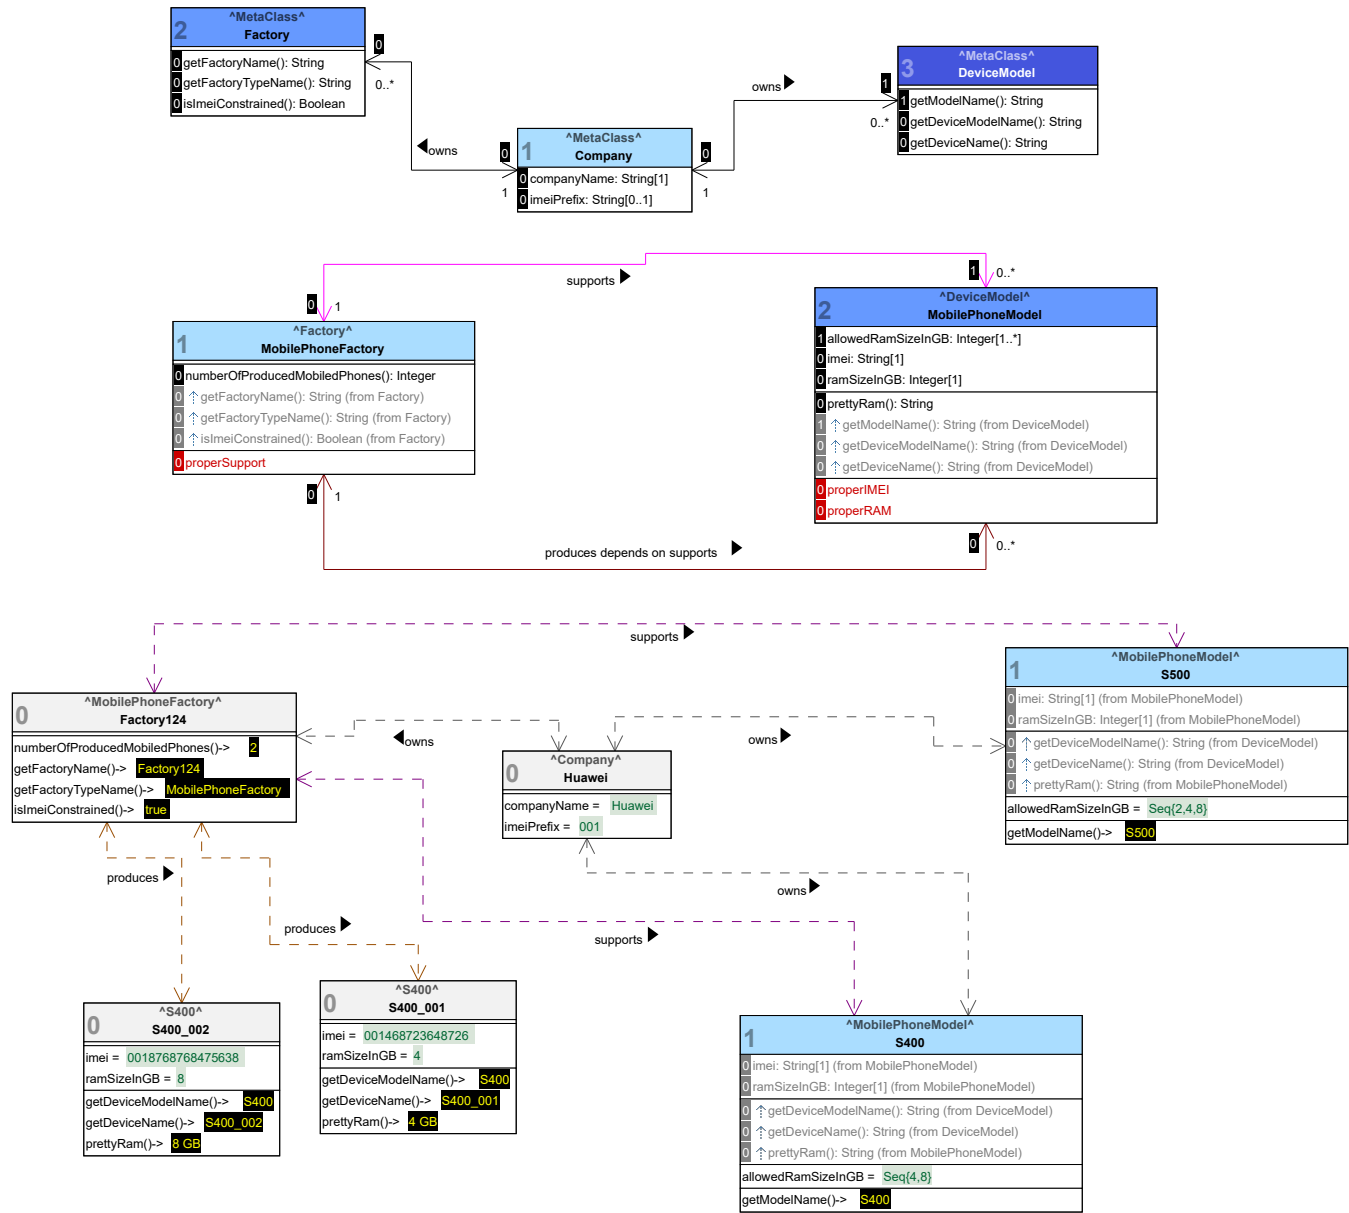 ^MetaClass^
2
Factory
0 getFactoryName(): String
0 getFactoryTypeName(): String
0 isImeiConstrained(): Boolean
0
0..*
owns
0
1
^MetaClass^
1
Company
0 companyName: String[1]
0 imeiPrefix: String[0..1]
0
1
owns
1
0..*
^MetaClass^
3
DeviceModel
1 getModelName(): String
0 getDeviceModelName(): String
0 getDeviceName(): String
supports
0
1
1
0..*
^Factory^
1
MobilePhoneFactory
0 numberOfProducedMobiledPhones(): Integer
0 getFactoryName(): String (from Factory)
0 getFactoryTypeName(): String (from Factory)
0 isImeiConstrained(): Boolean (from Factory)
0 properSupport
^DeviceModel^
2
MobilePhoneModel
1 allowedRamSizeInGB: Integer[1..*]
0 imei: String[1]
0 ramSizeInGB: Integer[1]
0 prettyRam(): String
1 getModelName(): String (from DeviceModel)
0 getDeviceModelName(): String (from DeviceModel)
0 getDeviceName(): String (from DeviceModel)
0 properIMEI
0 properRAM
0
1
produces depends on supports
0
0..*
supports
^MobilePhoneModel^
1
S500
0 imei: String[1] (from MobilePhoneModel)
0 ramSizeInGB: Integer[1] (from MobilePhoneModel)
0 getDeviceModelName(): String (from DeviceModel)
0 getDeviceName(): String (from DeviceModel)
0 prettyRam(): String (from MobilePhoneModel)
allowedRamSizeInGB = Seq{2,4,8}
getModelName()-> S500
^MobilePhoneFactory^
0
Factory124
numberOfProducedMobiledPhones()-> 2
getFactoryName()-> Factory124
getFactoryTypeName()-> MobilePhoneFactory
isImeiConstrained()-> true
owns
owns
^Company^
0
Huawei
companyName = Huawei
imeiPrefix = 001
produces
produces
supports
owns
^S400^
0
S400_002
imei = 0018768768475638
ramSizeInGB = 8
getDeviceModelName()-> S400
getDeviceName()-> S400_002
prettyRam()-> 8 GB
^S400^
0
S400_001
imei = 001468723648726
ramSizeInGB = 4
getDeviceModelName()-> S400
getDeviceName()-> S400_001
prettyRam()-> 4 GB
^MobilePhoneModel^
1
S400
0 imei: String[1] (from MobilePhoneModel)
0 ramSizeInGB: Integer[1] (from MobilePhoneModel)
0 getDeviceModelName(): String (from DeviceModel)
0 getDeviceName(): String (from DeviceModel)
0 prettyRam(): String (from MobilePhoneModel)
allowedRamSizeInGB = Seq{4,8}
getModelName()-> S400